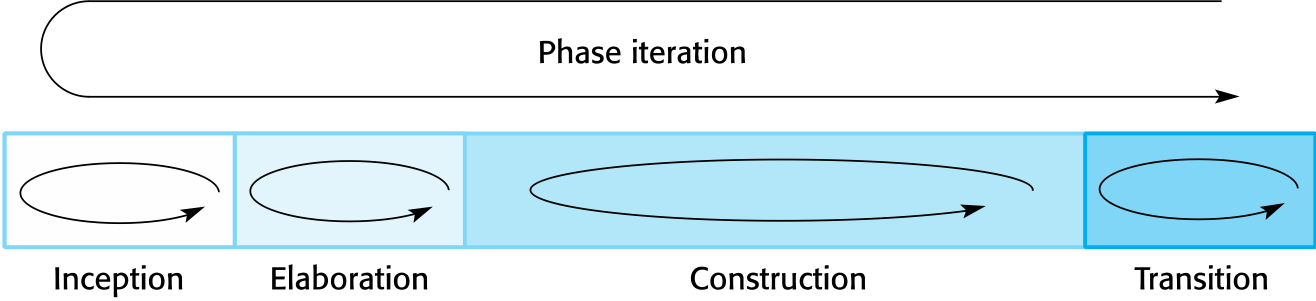 Phase iteration
Inception
Elaboration
Construction
Transition